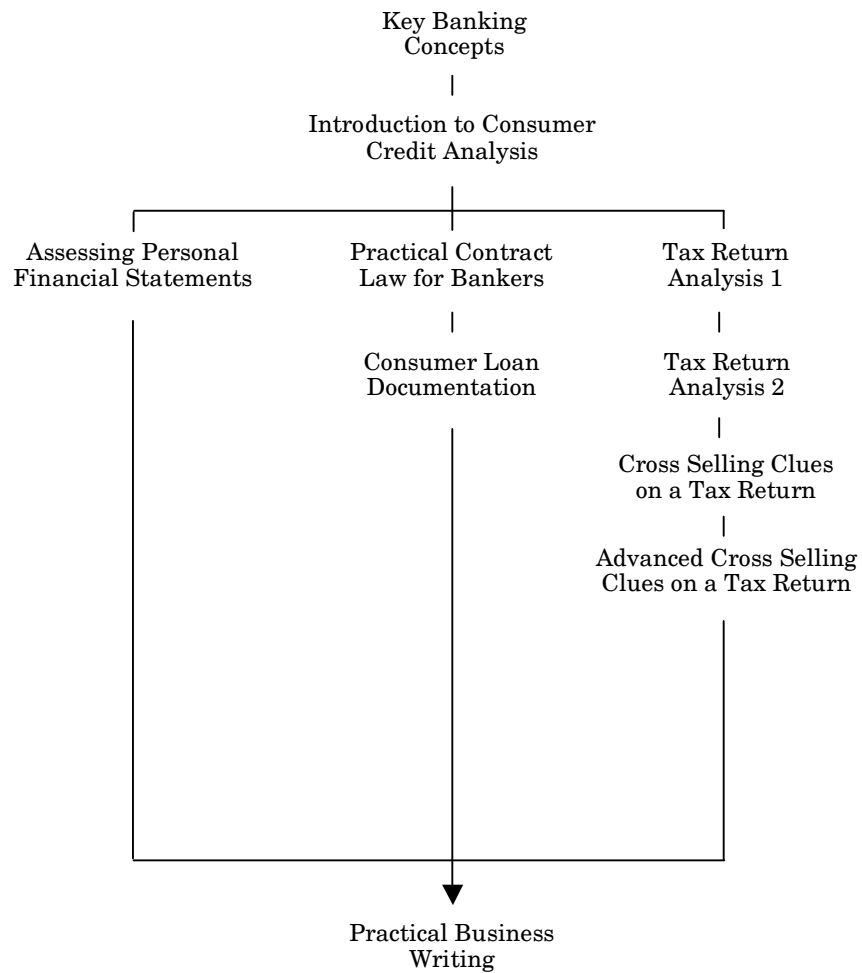 Key Banking
Concepts
Introduction to Consumer
Credit Analysis
Assessing Personal
Financial Statements
Practical Contract
Law for Bankers
Tax Return
Analysis 1
Consumer Loan
Documentation
Tax Return
Analysis 2
Cross Selling Clues
on a Tax Return
Advanced Cross Selling
Clues on a Tax Return
Practical Business
Writing